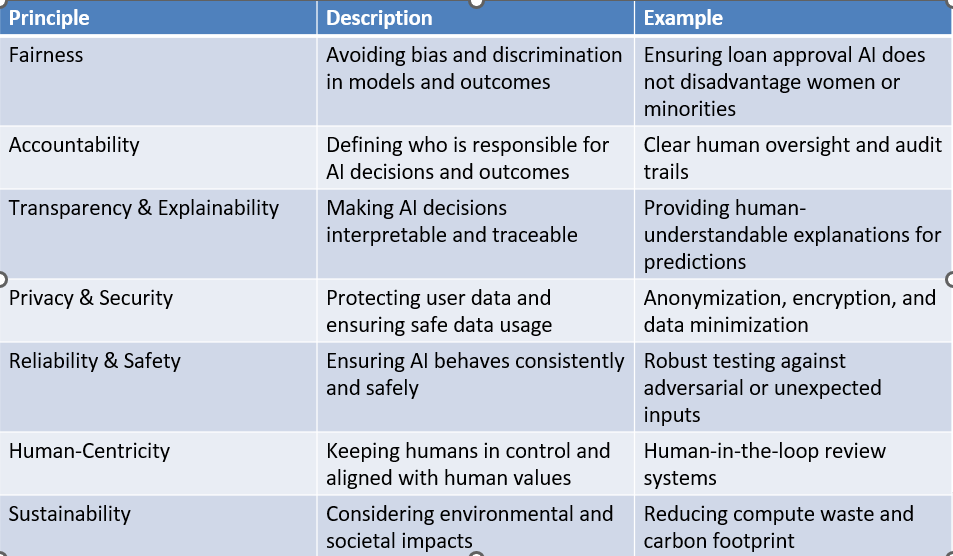 Principle
Description
Example
Fairness
Avoiding bias and discrimination
in models and outcomes
Ensuring loan approval AI does
not disadvantage women or
minorities
Accountability
Defining who is responsible for
AI decisions and outcomes
Clear human oversight and audit
trails
Transparency & Explainability
Making AI decisions
interpretable and traceable
Providing human-
understandable explanations for
predictions
Privacy & Security
Protecting user data and
ensuring safe data usage
Anonymization, encryption, and
data minimization
Reliability & Safety
Ensuring AI behaves consistently
and safely
Robust testing against
adversarial or unexpected
inputs
Human-Centricity
Keeping humans in control and
aligned with human values
Human-in-the-loop review
systems
Sustainability
Considering environmental and
societal impacts
Reducing compute waste and
carbon footprint